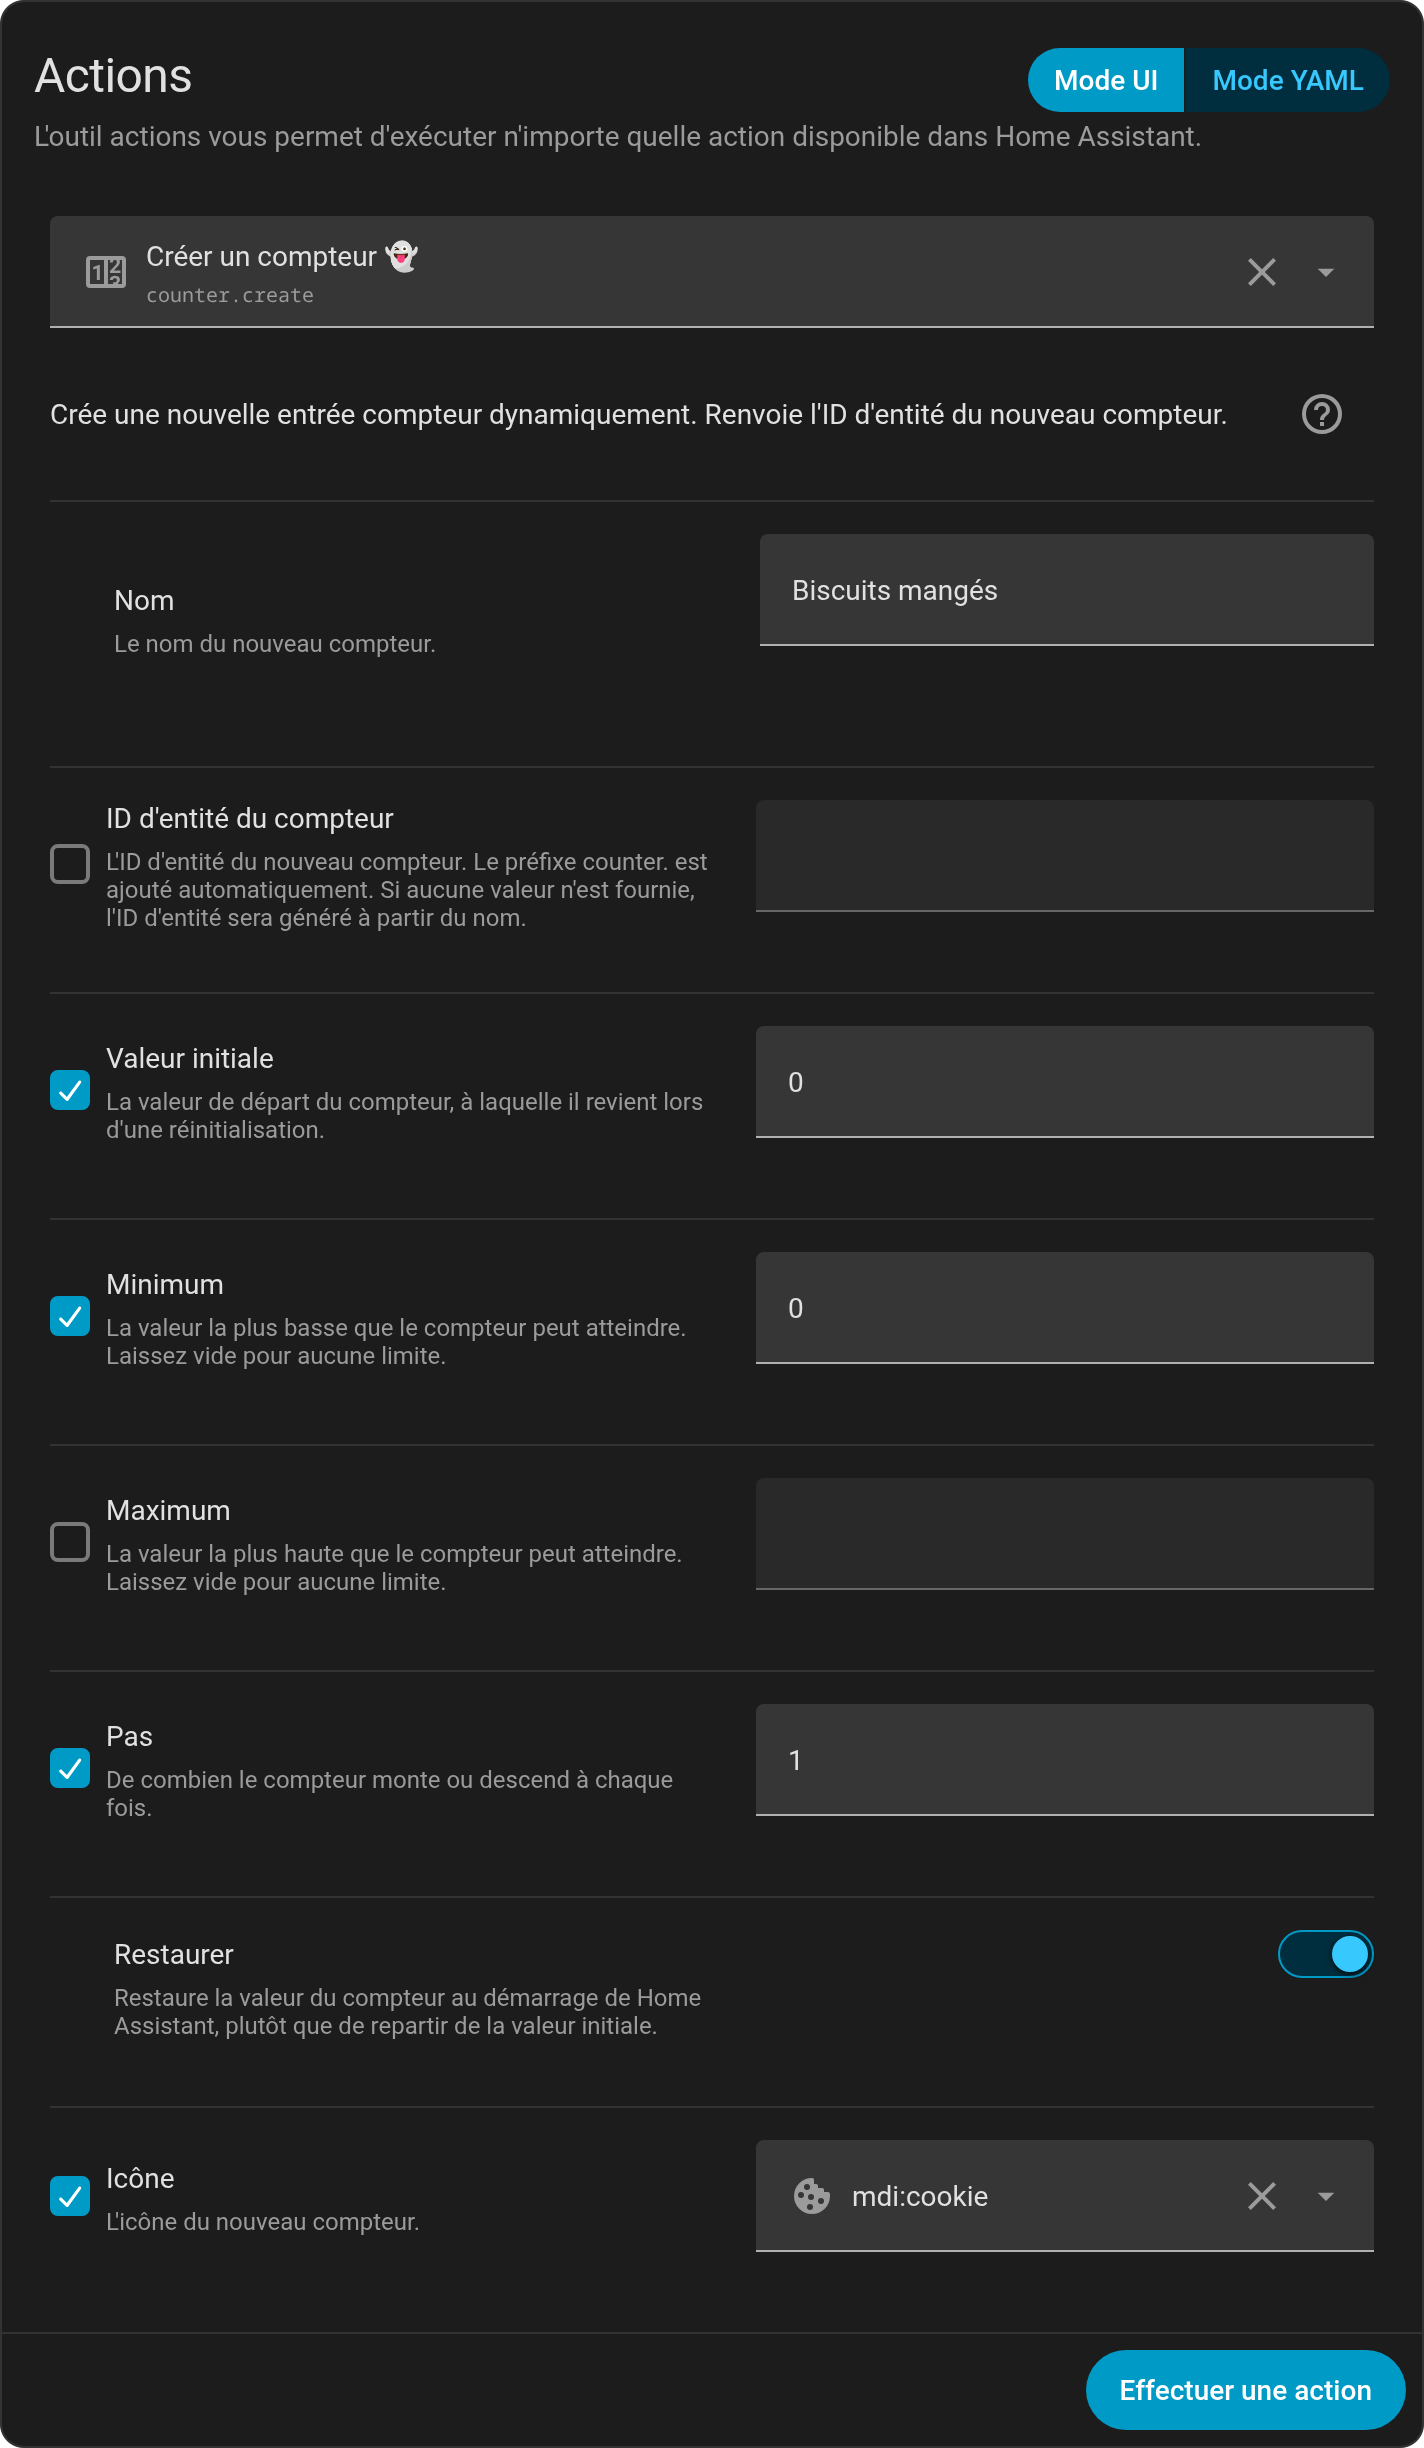 Actions
Mode UI
Mode YAML
L'outil actions vous permet d'exécuter n'importe quelle action disponible dans Home Assistant.
Créer un compteur 👻
counter.create
Crée une nouvelle entrée compteur dynamiquement. Renvoie l'ID d'entité du nouveau compteur.
Nom
Le nom du nouveau compteur.
Biscuits mangés
ID d'entité du compteur
L'ID d'entité du nouveau compteur. Le préfixe counter. est
ajouté automatiquement. Si aucune valeur n'est fournie,
l'ID d'entité sera généré à partir du nom.
Valeur initiale
La valeur de départ du compteur, à laquelle il revient lors
d'une réinitialisation.
0
Minimum
La valeur la plus basse que le compteur peut atteindre.
Laissez vide pour aucune limite.
0
Maximum
La valeur la plus haute que le compteur peut atteindre.
Laissez vide pour aucune limite.
Pas
De combien le compteur monte ou descend à chaque
fois.
1
Restaurer
Restaure la valeur du compteur au démarrage de Home
Assistant, plutôt que de repartir de la valeur initiale.
Icône
L'icône du nouveau compteur.
mdi:cookie
Effectuer une action